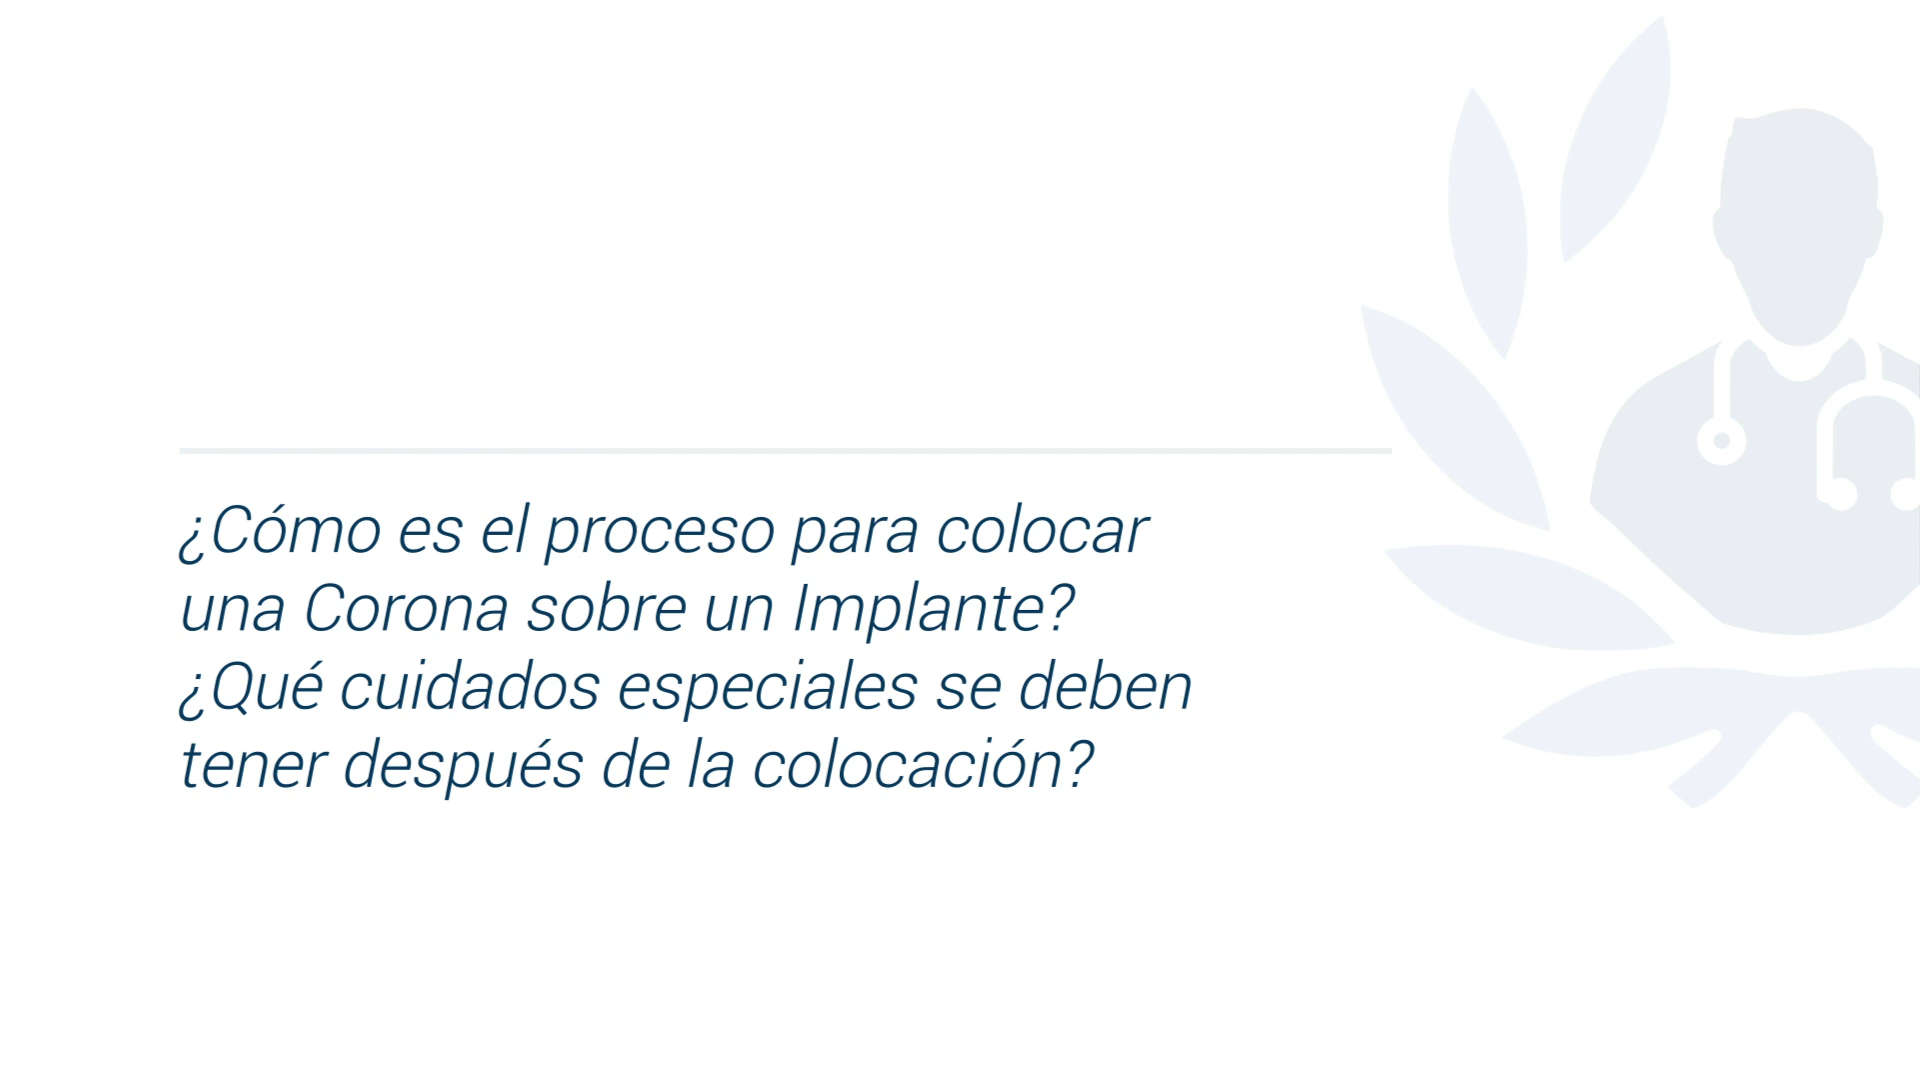 ¿Cómo es el proceso para colocar
una Corona sobre un Implante?
¿Qué cuidados especiales se deben
tener después de la colocación?